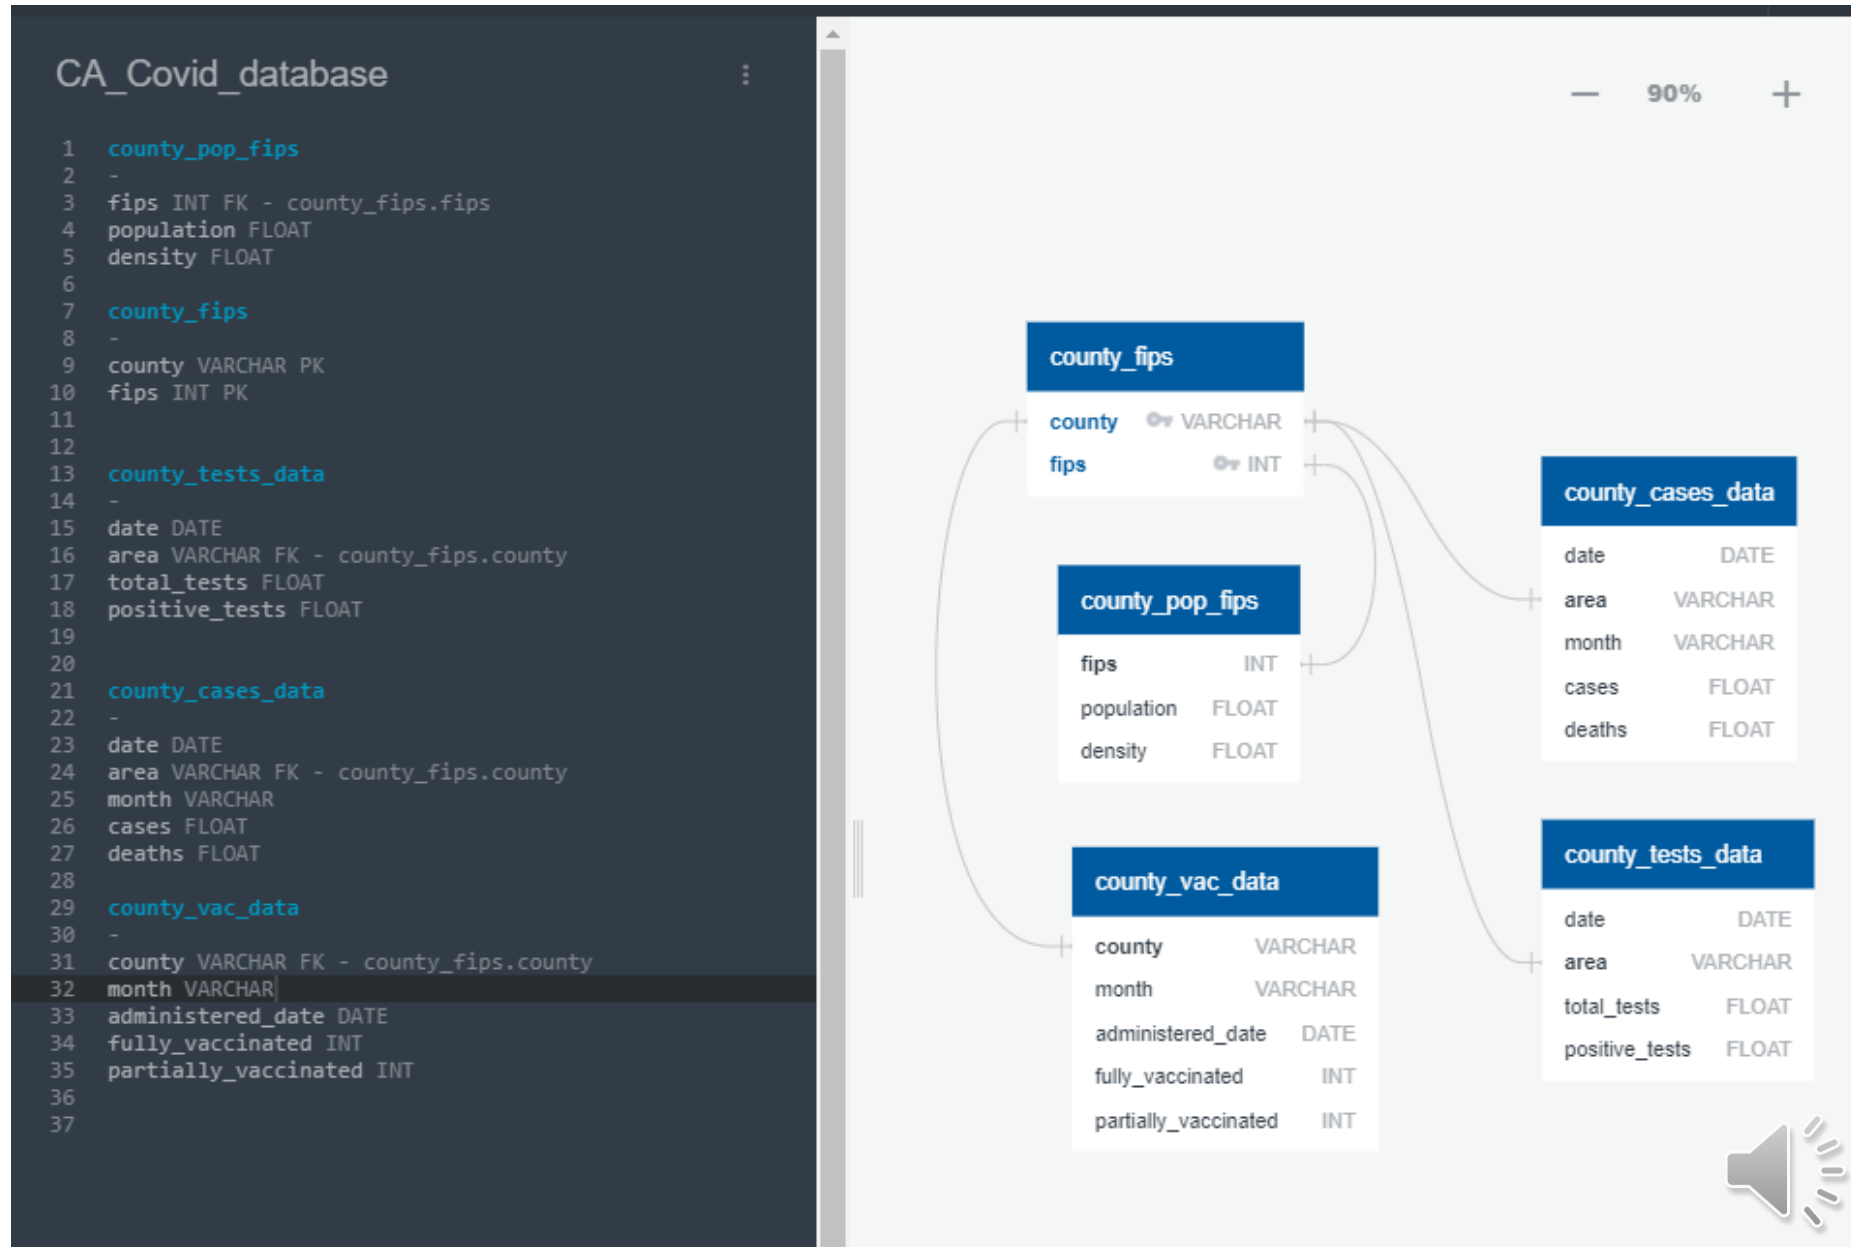 CA_Covid_database
1 county_pop_fips
2 -
3 fips INT FK - county_fips.fips
4 population FLOAT
5 density FLOAT
6
7 county_fips
8 -
9 county VARCHAR PK
10 fips INT PK
11
12
13 county_tests_data
14 -
15 date DATE
16 area VARCHAR FK - county_fips.county
17 total_tests FLOAT
18 positive_tests FLOAT
19
20
21 county_cases_data
22 -
23 date DATE
24 area VARCHAR FK - county_fips.county
25 month VARCHAR
26 cases FLOAT
27 deaths FLOAT
28
29 county_vac_data
30 -
31 county VARCHAR FK - county_fips.county
32 month VARCHAR
33 administered_date DATE
34 fully_vaccinated INT
35 partially_vaccinated INT
36
37
90%
county_fips
county VARCHAR
fips INT
county_pop_fips
fips INT
population FLOAT
density FLOAT
county_vac_data
county VARCHAR
month VARCHAR
administered_date DATE
fully_vaccinated INT
partially_vaccinated INT
county_cases_data
date DATE
area VARCHAR
month VARCHAR
cases FLOAT
deaths FLOAT
county_tests_data
date DATE
area VARCHAR
total_tests FLOAT
positive_tests FLOAT